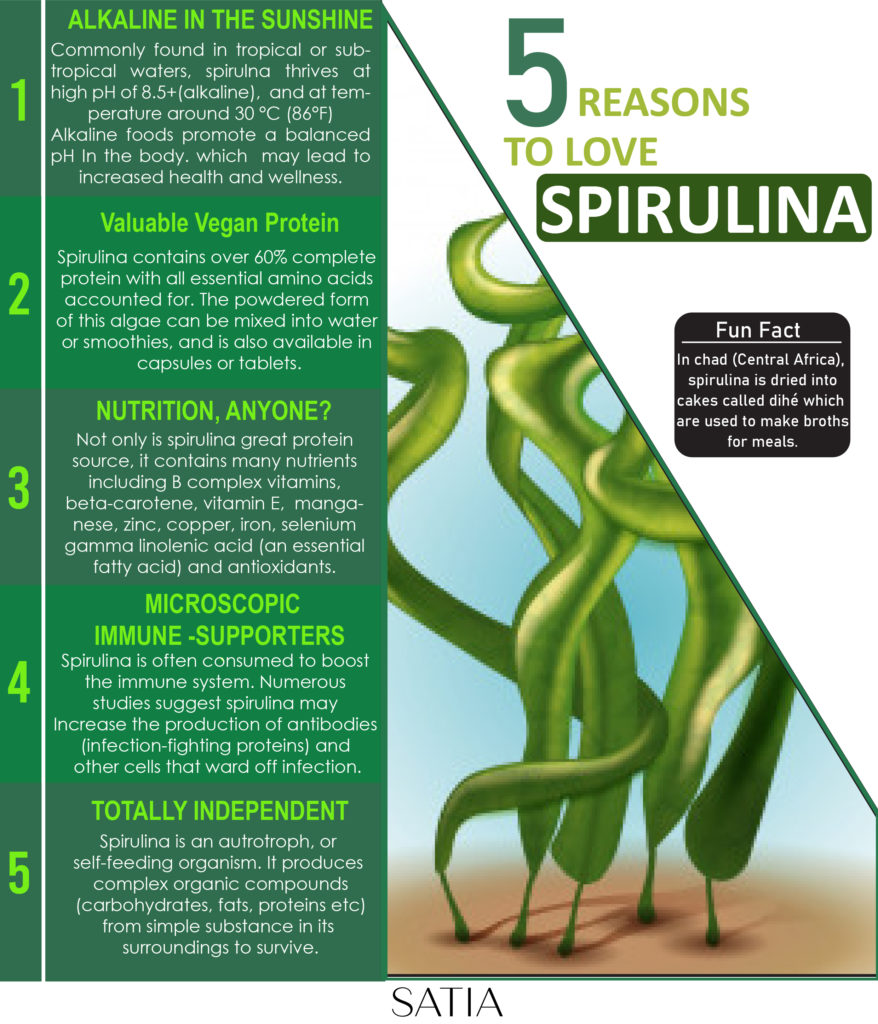 5 REASONS
TO LOVE
SPIRULINA
1
ALKALINE IN THE SUNSHINE
Commonly found in tropical or sub-
tropical waters, spirulna thrives at
high pH of 8.5+(alkaline), and at tem-
perature around 30 °C (86°F)
Alkaline foods promote a balanced
pH In the body. which may lead to
increased health and wellness.
2
Valuable Vegan Protein
Spirulina contains over 60% complete
protein with all essential amino acids
accounted for. The powdered form
of this algae can be mixed into water
or smoothies, and is also available in
capsules or tablets.
3
NUTRITION, ANYONE?
Not only is spirulina great protein
source, it contains many nutrients
including B complex vitamins,
beta-carotene, vitamin E, manga-
nese, zinc, copper, iron, selenium
gamma linolenic acid (an essential
fatty acid) and antioxidants.
4
MICROSCOPIC
IMMUNE -SUPPORTERS
Spirulina is often consumed to boost
the immune system. Numerous
studies suggest spirulina may
Increase the production of antibodies
(infection-fighting proteins) and
other cells that ward off infection.
5
TOTALLY INDEPENDENT
Spirulina is an autrotroph, or
self-feeding organism. It produces
complex organic compounds
(carbohydrates, fats, proteins etc)
from simple substance in its
surroundings to survive.
Fun Fact
In chad (Central Africa),
spirulina is dried into
cakes called dihé which
are used to make broths
for meals.
SATIA